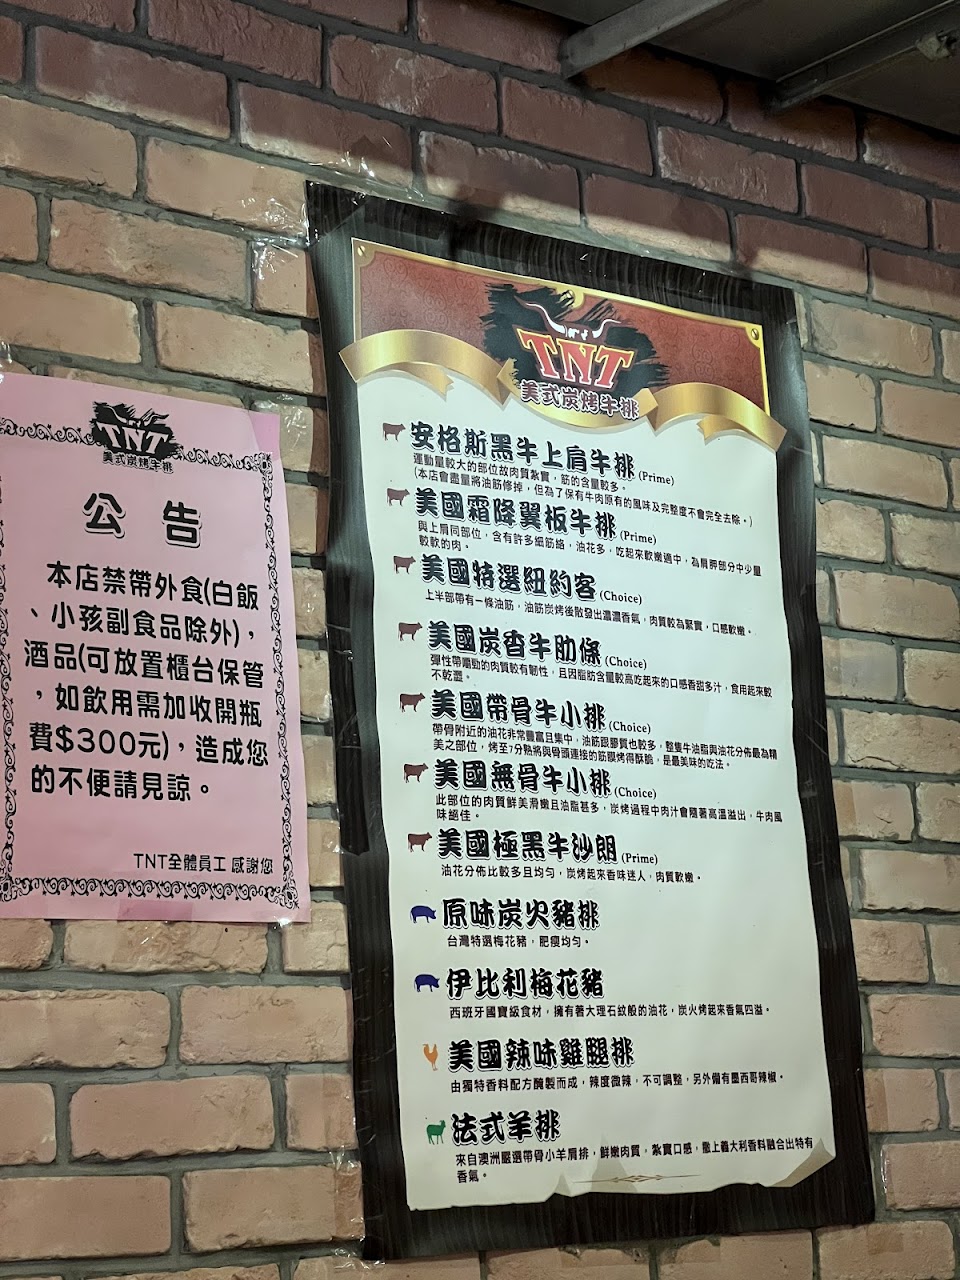 TNT
美式炭烤牛排
公告
本店禁帶外食(白飯
、小孩副食品除外)，
酒品(可放置櫃台保管
，如飲用需加收開瓶
費$300元)，造成您
的不便請見諒。
TNT全體員工 感謝您
TNT
美式炭烤牛排
安格斯黑牛上肩牛排(Prime)
運動量較大的部位故肉質紮實，筋的含量較多。
(本店會盡量將油筋修掉，但為了保有牛肉原有的風味及完整度不會完全去除。)
美國霜降翼板牛排(Prime)
與上肩同部位，含有許多細筋絡，油花多，吃起來軟嫩適中，為肩胛部分中少量
較軟的肉。
美國特選紐約客(Choice)
上半部帶有一條油筋，油筋炭烤後散發出濃濃香氣，肉質較為緊實，口感軟嫩。
美國炭香牛肋條(Choice)
彈性帶嚼勁的肉質較有韌性，且因脂肪含量較高吃起來的口感香甜多汁，食用起來較
不乾澀。
美國帶骨牛小排(Choice)
帶骨附近的油花非常豐富且集中，油筋跟膠質也較多，整隻牛油脂與油花分佈最為精
美之部位，烤至7分熟將與骨頭連接的筋膜烤得酥脆，是最美味的吃法。
美國無骨牛小排(Choice)
此部位的肉質鮮美滑嫩且油脂甚多，炭烤過程中肉汁會隨著高溫溢出，牛肉風
味絕佳。
美國極黑牛沙朗(Prime)
油花分佈比較多且均勻，炭烤起來香味迷人，肉質軟嫩。
原味炭火豬排
台灣特選梅花豬，肥瘦均勻。
伊比利梅花豬
西班牙國寶級食材，擁有著大理石紋般的油花，炭火烤起來香氣四溢。
美國辣味雞腿排
由獨特香料配方醃製而成，辣度微辣，不可調整，另外備有墨西哥辣椒。
法式羊排
來自澳洲嚴選帶骨小羊肩排，鮮嫩肉質，紮實口感，撒上義大利香料融合出特有
香氣。